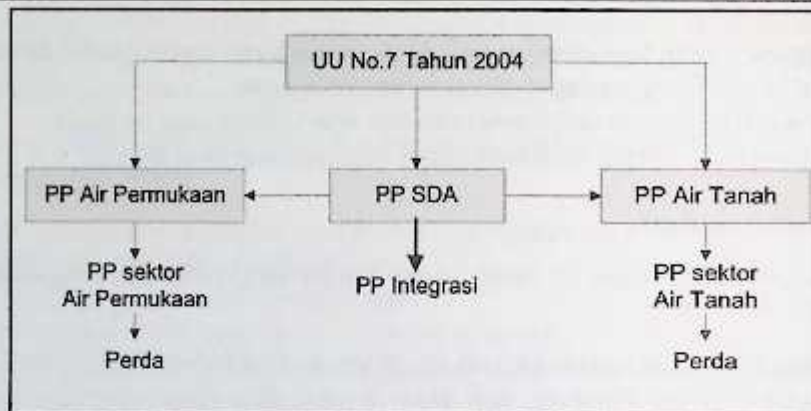 UU No.7 Tahun 2004
PP Air Permukaan
PP SDA
PP Air Tanah
PP sektor
Air Permukaan
PP Integrasi
PP sektor
Air Tanah
Perda
Perda